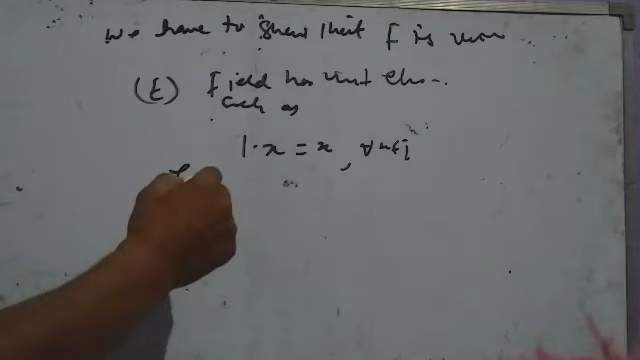 We have to show that F is
(E) Field has unit ele-
such as
1·x = x, ∀x∈F